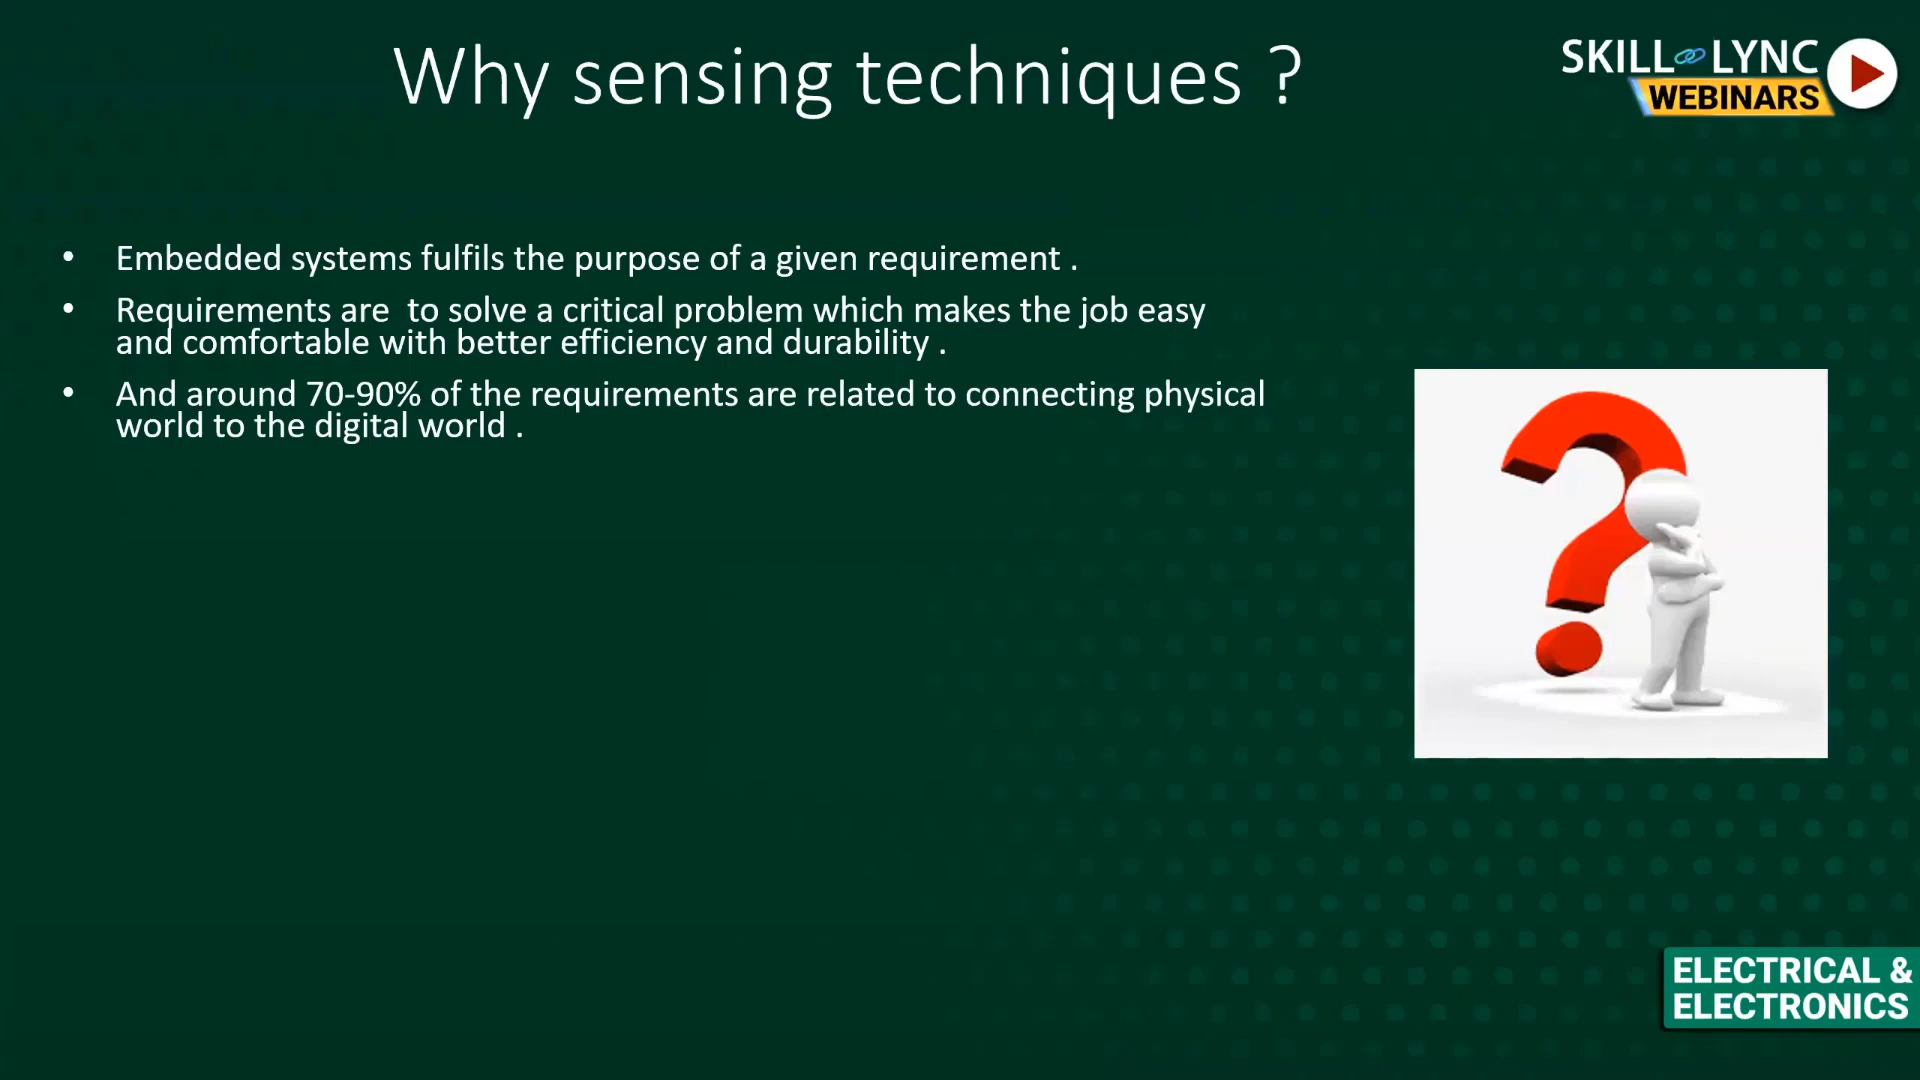 Why sensing techniques ?
SKILL LYNC
WEBINARS
• Embedded systems fulfils the purpose of a given requirement .
• Requirements are  to solve a critical problem which makes the job easy
and comfortable with better efficiency and durability .
• And around 70-90% of the requirements are related to connecting physical
world to the digital world .
?
ELECTRICAL &
ELECTRONICS